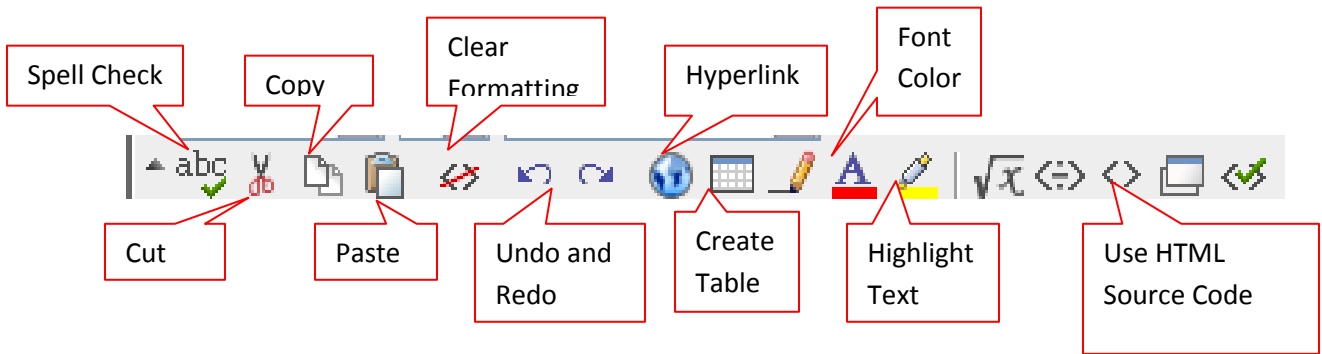 Spell Check
Copy
Clear
Formatting
Hyperlink
Font
Color
abc
A
√x
Cut
Paste
Undo and
Redo
Create
Table
Highlight
Text
Use HTML
Source Code